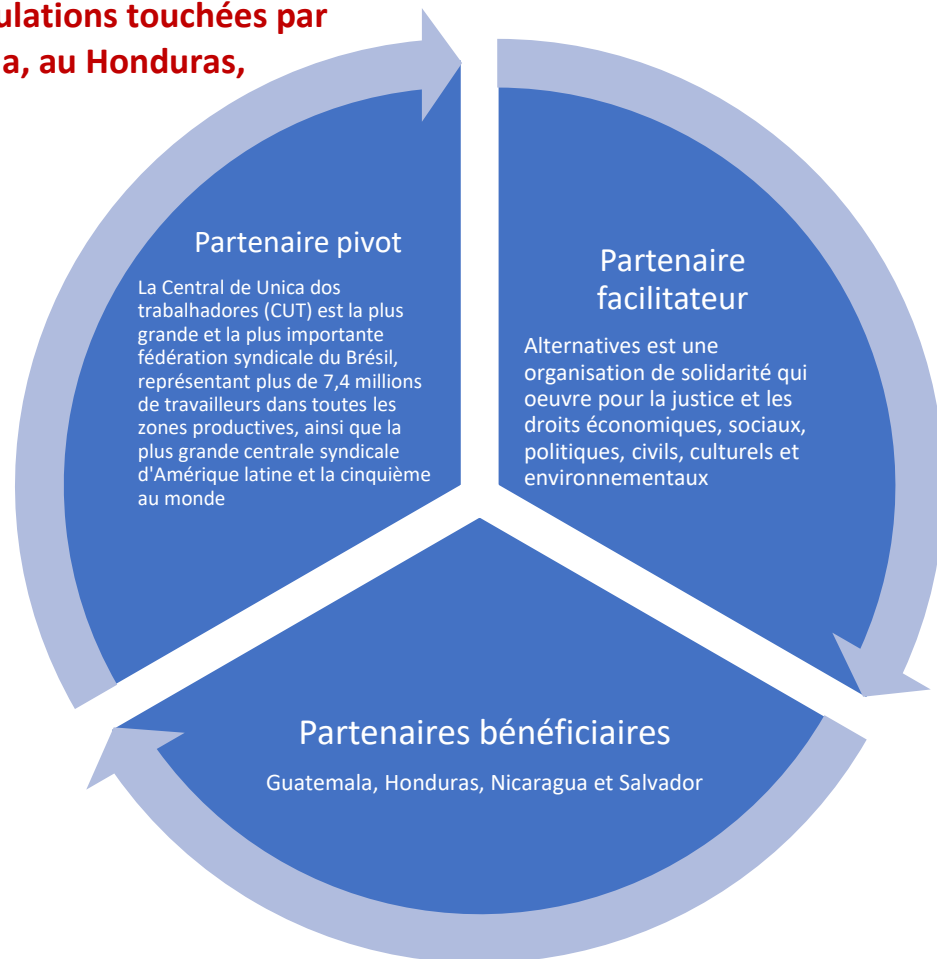 ulations touchées par
a, au Honduras,
Partenaire pivot
La Central de Unica dos
trabalhadores (CUT) est la plus
grande et la plus importante
fédération syndicale du Brésil,
représentant plus de 7,4 millions
de travailleurs dans toutes les
zones productives, ainsi que la
plus grande centrale syndicale
d'Amérique latine et la cinquième
au monde
Partenaire
facilitateur
Alternatives est une
organisation de solidarité qui
oeuvre pour la justice et les
droits économiques, sociaux,
politiques, civils, culturels et
environnementaux
Partenaires bénéficiaires
Guatemala, Honduras, Nicaragua et Salvador